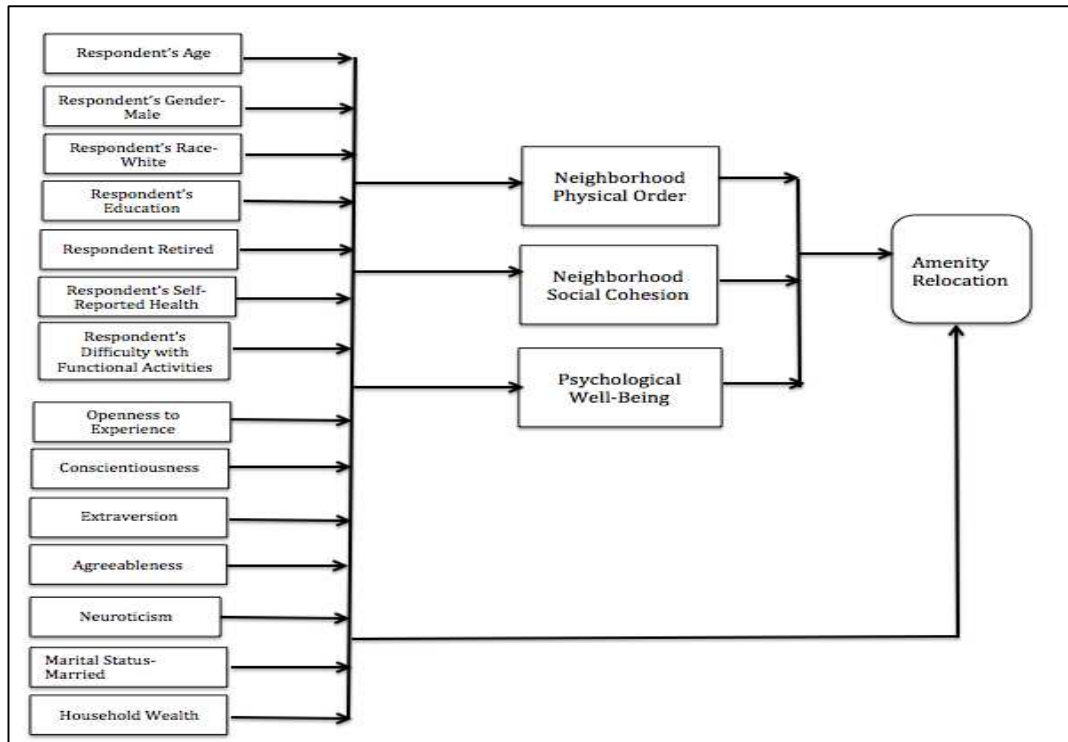 Respondent's Age
Respondent's Gender-
Male
Respondent's Race-
White
Respondent's
Education
Respondent Retired
Respondent's Self-
Reported Health
Respondent's
Difficulty with
Functional Activities
Openness to
Experience
Conscientiousness
Extraversion
Agreeableness
Neuroticism
Marital Status-
Married
Household Wealth
Neighborhood
Physical Order
Neighborhood
Social Cohesion
Psychological
Well-Being
Amenity
Relocation